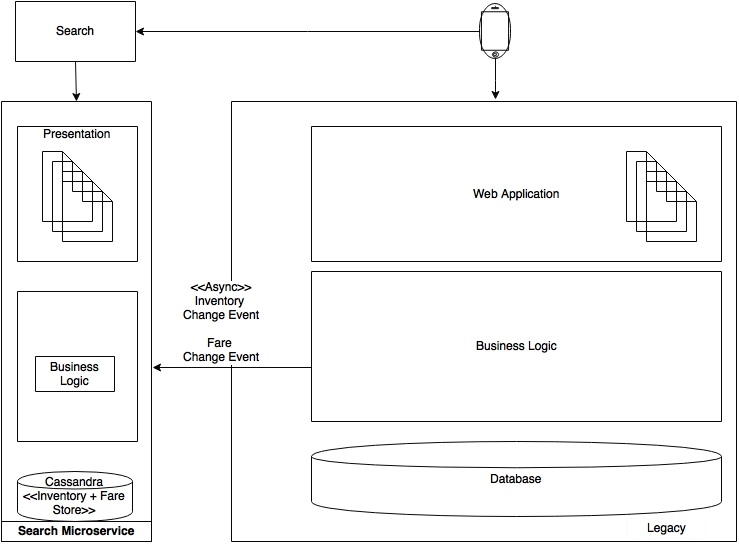 Search
Presentation
Web Application
<<Async>>
Inventory
Change Event
Fare
Change Event
Business Logic
Business
Logic
Cassandra
<<Inventory + Fare
Store>>
Database
Search Microservice
Legacy